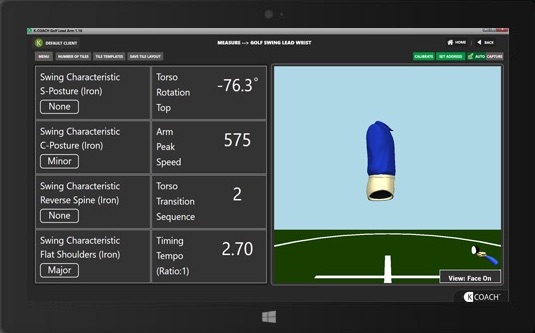 K-COACH Golf Lead Arm 1.16
K DEFAULT CLIENT
MEASURE --> GOLF SWING LEAD WRIST
HOME
BACK
MENU
NUMBER OF TILES
TILE TEMPLATES
SAVE TILE LAYOUT
CALIBRATE
SET ADDRESS
AUTO CAPTURE
Swing Characteristic
S-Posture (Iron)
None
Torso
Rotation
Top
-76.3°
Swing Characteristic
C-Posture (Iron)
Minor
Arm
Peak
Speed
575
Swing Characteristic
Reverse Spine (Iron)
None
Torso
Transition
Sequence
2
Swing Characteristic
Flat Shoulders (Iron)
Major
Timing
Tempo
(Ratio:1)
2.70
View: Face On
K COACH